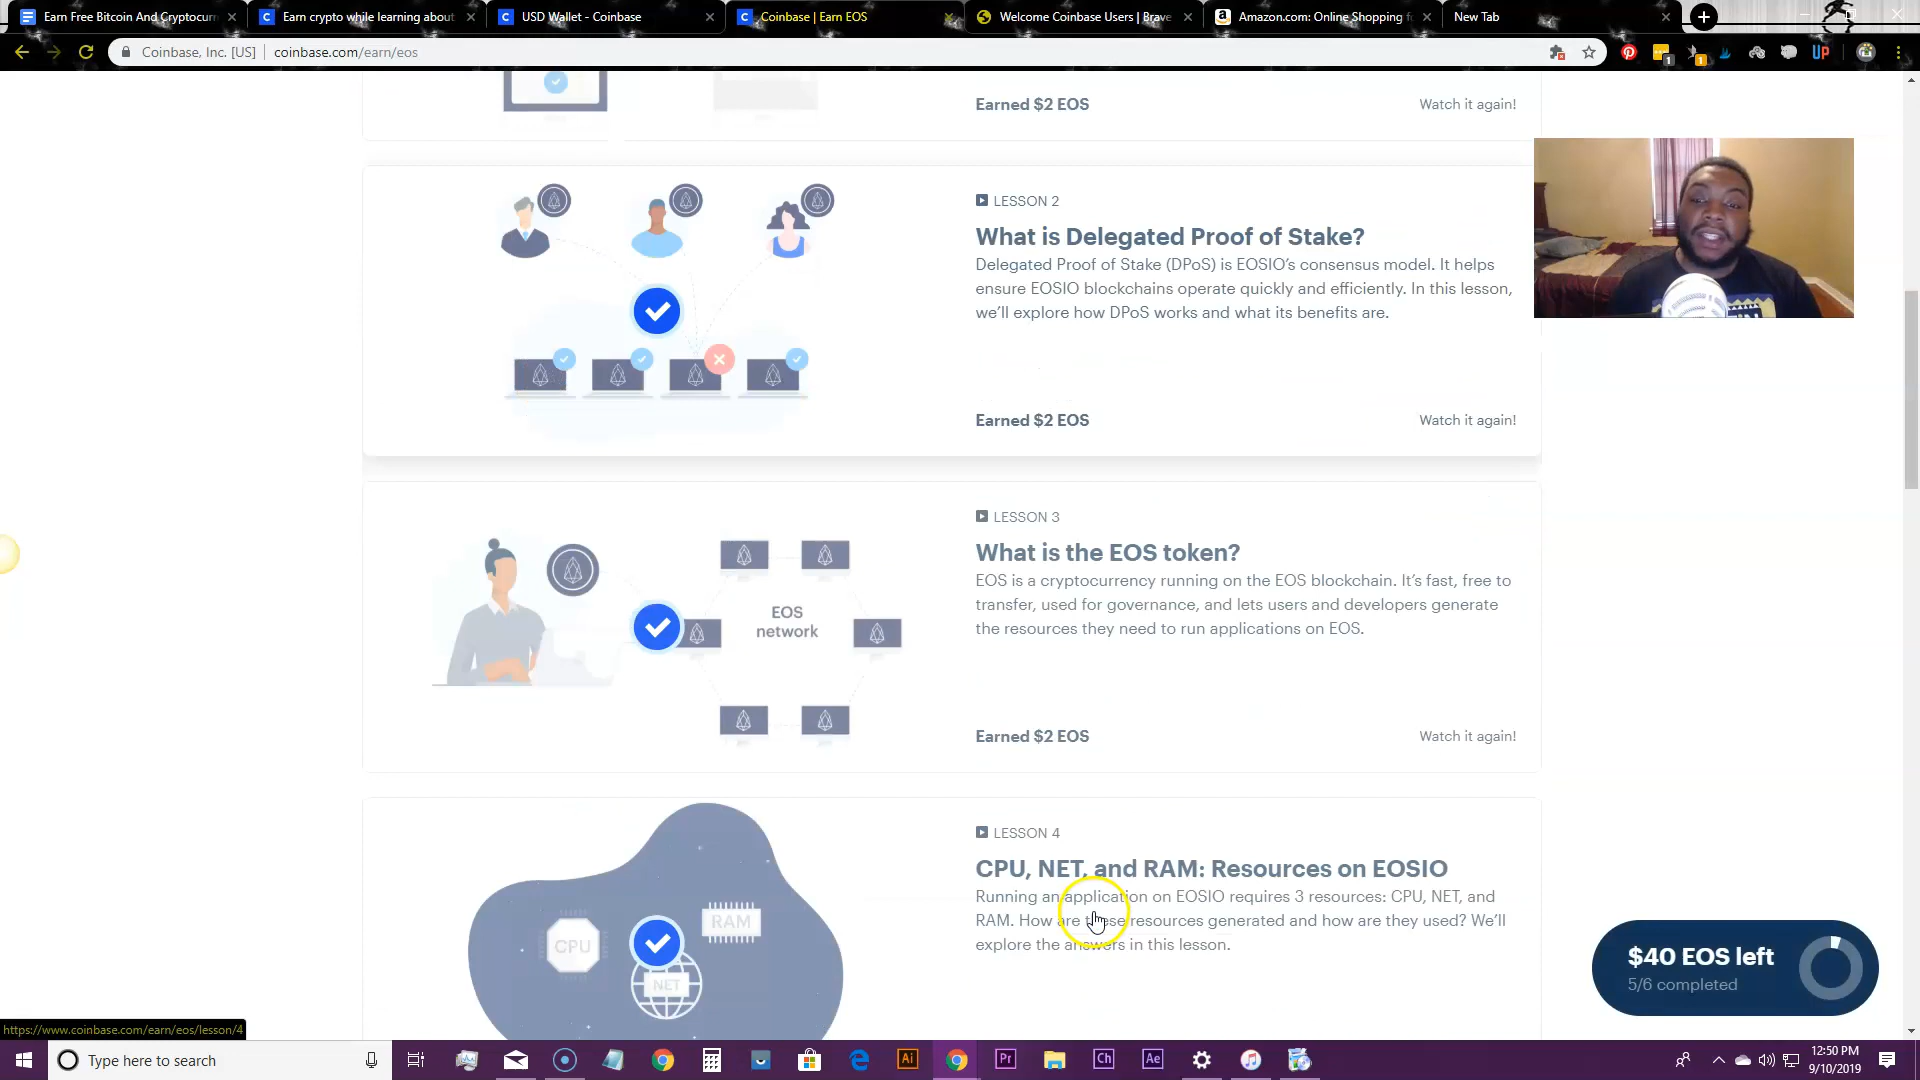 Earn Free Bitcoin And Cryptocurr
Earn crypto while learning about
USD Wallet - Coinbase
Coinbase | Earn EOS
Welcome Coinbase Users | Brave
Amazon.com: Online Shopping f
New Tab
Coinbase, Inc. [US]
coinbase.com/earn/eos
UP
Earned $2 EOS
Watch it again!
LESSON 2
What is Delegated Proof of Stake?
Delegated Proof of Stake (DPoS) is EOSIO’s consensus model. It helps
ensure EOSIO blockchains operate quickly and efficiently. In this lesson,
we’ll explore how DPoS works and what its benefits are.
Earned $2 EOS
Watch it again!
LESSON 3
What is the EOS token?
EOS is a cryptocurrency running on the EOS blockchain. It’s fast, free to
transfer, used for governance, and lets users and developers generate
the resources they need to run applications on EOS.
EOS
network
Earned $2 EOS
Watch it again!
LESSON 4
CPU, NET, and RAM: Resources on EOSIO
Running an application on EOSIO requires 3 resources: CPU, NET, and
RAM. How are these resources generated and how are they used? We’ll
explore the answers in this lesson.
RAM
CPU
NET
$40 EOS left
5/6 completed
https://www.coinbase.com/earn/eos/lesson/4
Type here to search
Ai
Pr
Ch
Ae
12:50 PM
9/10/2019